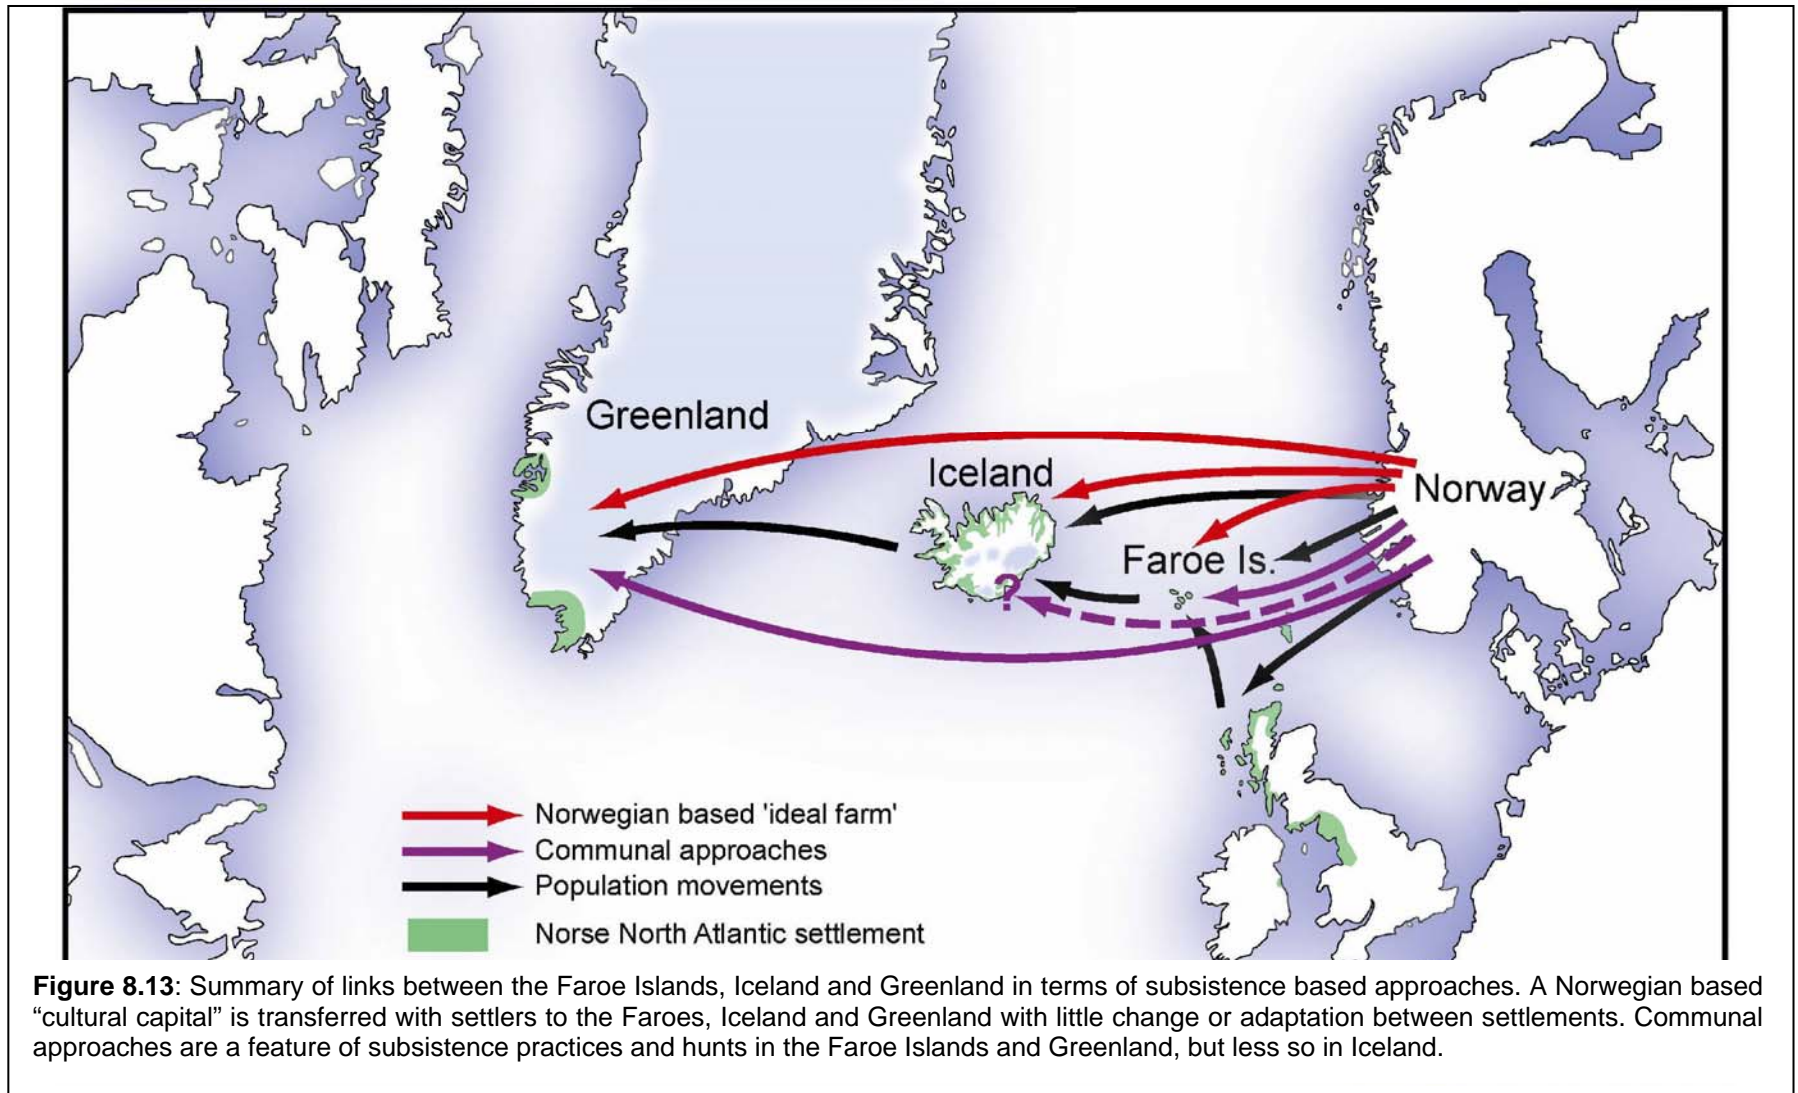 Greenland
Iceland
Norway
Faroe Is.
?
Norwegian based 'ideal farm'
Communal approaches
Population movements
Norse North Atlantic settlement
Figure 8.13: Summary of links between the Faroe Islands, Iceland and Greenland in terms of subsistence based approaches. A Norwegian based
“cultural capital” is transferred with settlers to the Faroes, Iceland and Greenland with little change or adaptation between settlements. Communal
approaches are a feature of subsistence practices and hunts in the Faroe Islands and Greenland, but less so in Iceland.